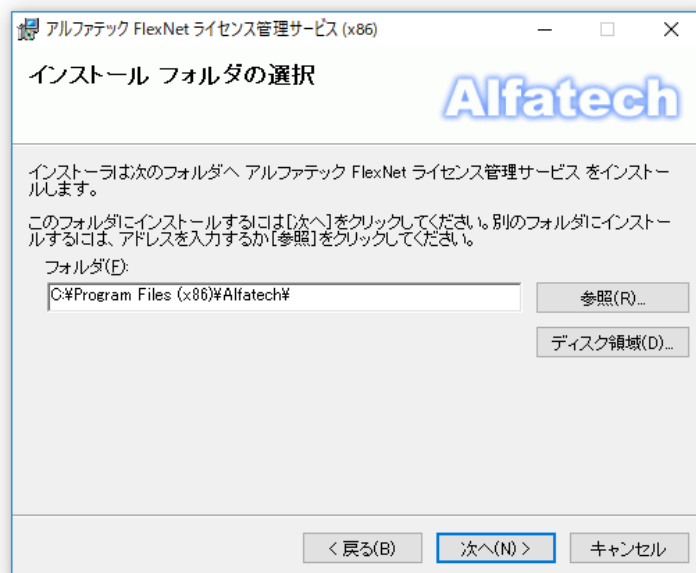 アルファテック FlexNet ライセンス管理サービス (x86)
インストール フォルダの選択
Alfatech
インストーラは次のフォルダへ アルファテック FlexNet ライセンス管理サービス をインストー
ルします。
このフォルダにインストールするには[次へ]をクリックしてください。別のフォルダにインストー
ルするには、アドレスを入力するか[参照]をクリックしてください。
フォルダ(F):
C:¥Program Files (x86)¥Alfatech¥
参照(R)...
ディスク領域(D)...
< 戻る(B)
次へ(N) >
キャンセル